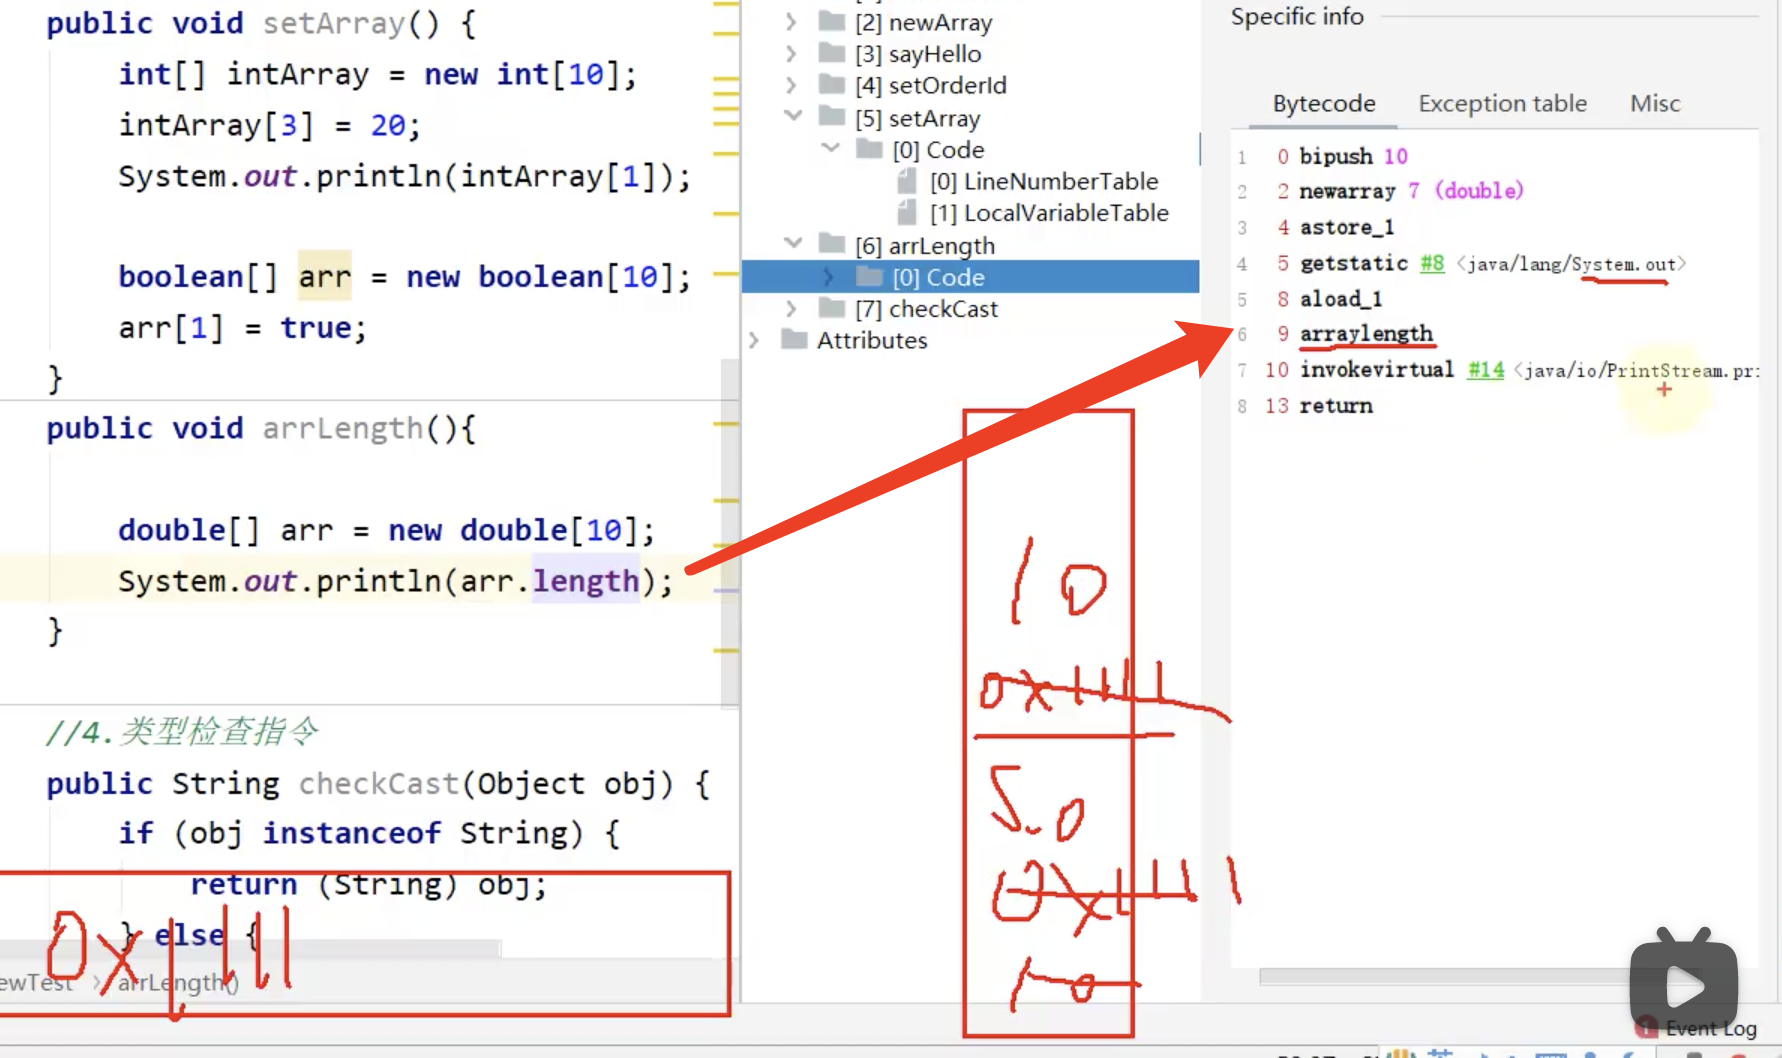 public void setArray() {
int[] intArray = new int[10];
intArray[3] = 20;
System.out.println(intArray[1]);
boolean[] arr = new boolean[10];
arr[1] = true;
}
public void arrLength(){
double[] arr = new double[10];
System.out.println(arr.length);
}
//4.类型检查指令
public String checkCast(Object obj) {
if (obj instanceof String) {
return (String) obj;
} else {
0x1111
ewTest > arrLength()
[2] newArray
[3] sayHello
[4] setOrderId
[5] setArray
[0] Code
[0] LineNumberTable
[1] LocalVariableTable
[6] arrLength
[0] Code
[7] checkCast
Attributes
10
0x1111
5.0
0x1111
10
Specific info
Bytecode Exception table Misc
1 0 bipush 10
2 2 newarray 7 (double)
3 4 astore_1
4 5 getstatic #8 <java/lang/System.out>
5 8 aload_1
6 9 arraylength
7 10 invokevirtual #14 <java/io/PrintStream.pri
8 13 return
1 Event Log